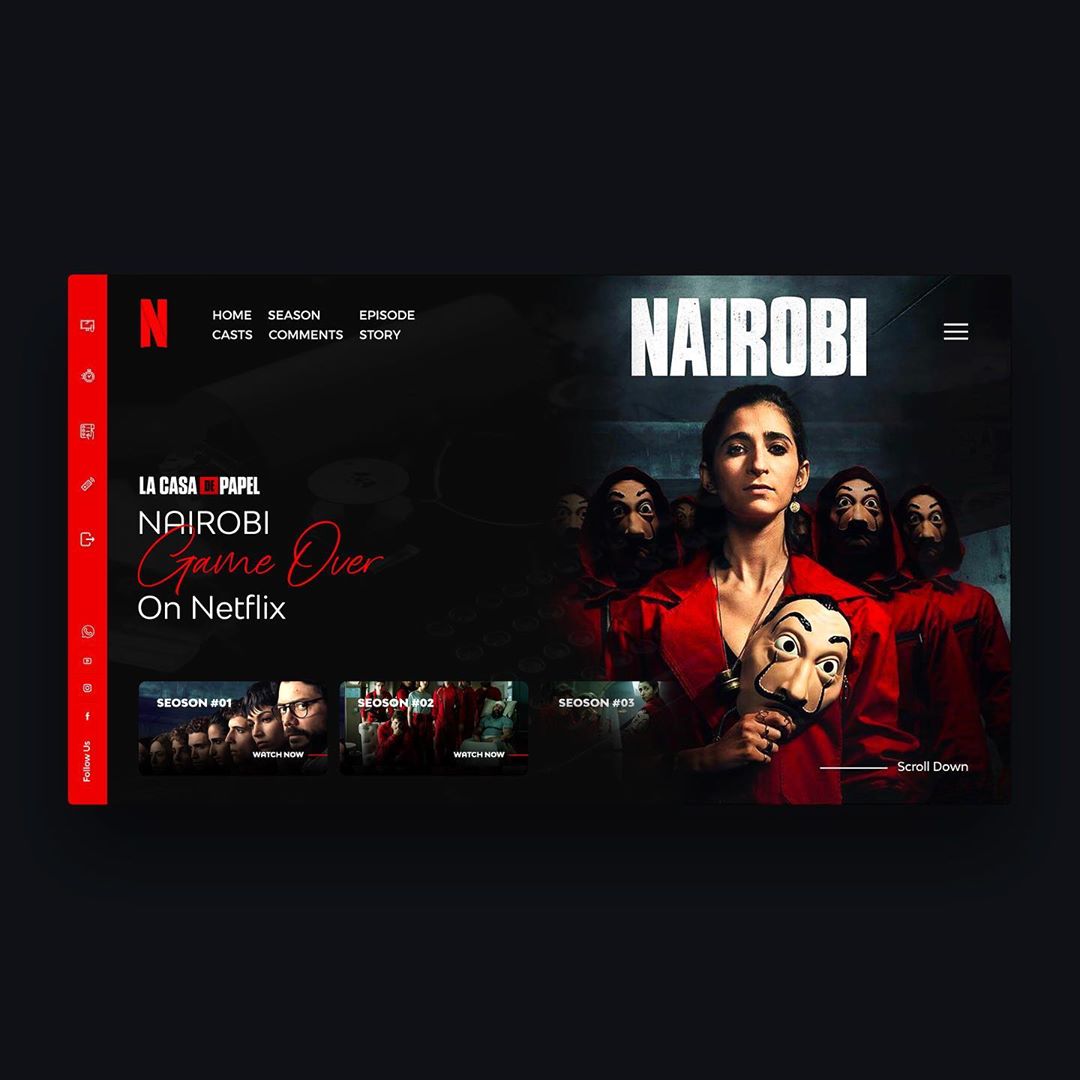 N
HOME SEASON EPISODE
CASTS COMMENTS STORY
NAIROBI
LA CASA DE PAPEL
NAIROBI
Game Over
On Netflix
SEOSON #01
WATCH NOW
SEOSON #02
WATCH NOW
SEOSON #03
Scroll Down
Follow Us